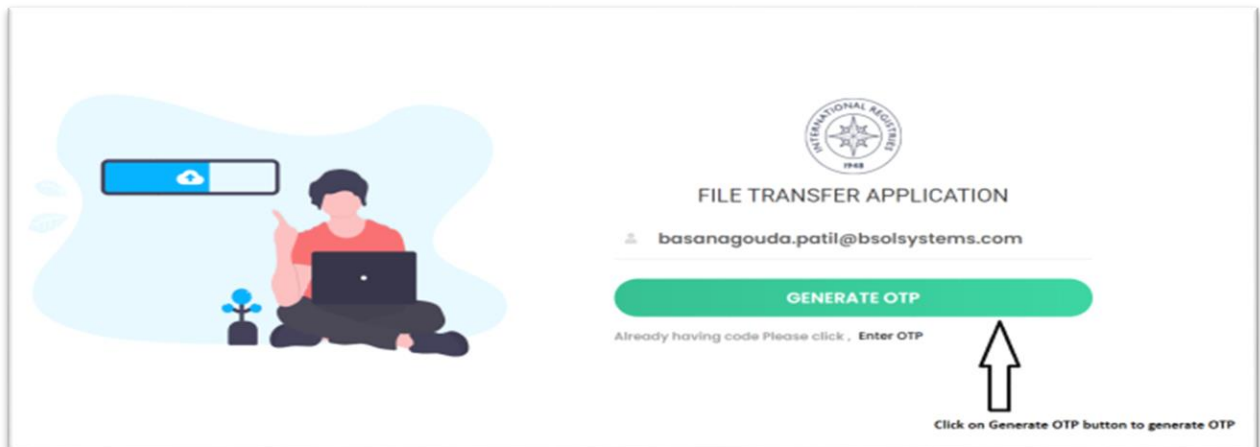 INTERNATIONAL REGISTRIES
1948
FILE TRANSFER APPLICATION
basanagouda.patil@bsolsystems.com
GENERATE OTP
Already having code Please click , Enter OTP
Click on Generate OTP button to generate OTP